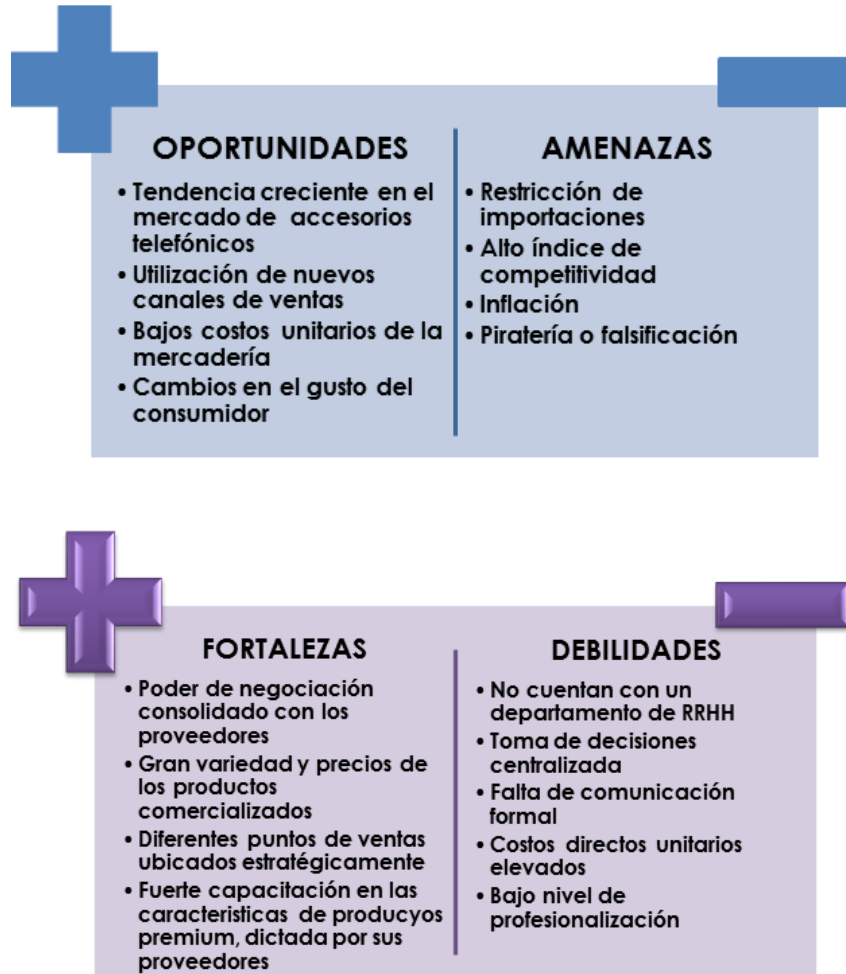 OPORTUNIDADES
• Tendencia creciente en el
mercado de accesorios
telefónicos
• Utilización de nuevos
canales de ventas
• Bajos costos unitarios de la
mercadería
• Cambios en el gusto del
consumidor
AMENAZAS
• Restricción de
importaciones
• Alto índice de
competitividad
• Inflación
• Piratería o falsificación
FORTALEZAS
• Poder de negociación
consolidado con los
proveedores
• Gran variedad y precios de
los productos
comercializados
• Diferentes puntos de ventas
ubicados estratégicamente
• Fuerte capacitación en las
caracteristicas de producyos
premium, dictada por sus
proveedores
DEBILIDADES
• No cuentan con un
departamento de RRHH
• Toma de decisiones
centralizada
• Falta de comunicación
formal
• Costos directos unitarios
elevados
• Bajo nivel de
profesionalización